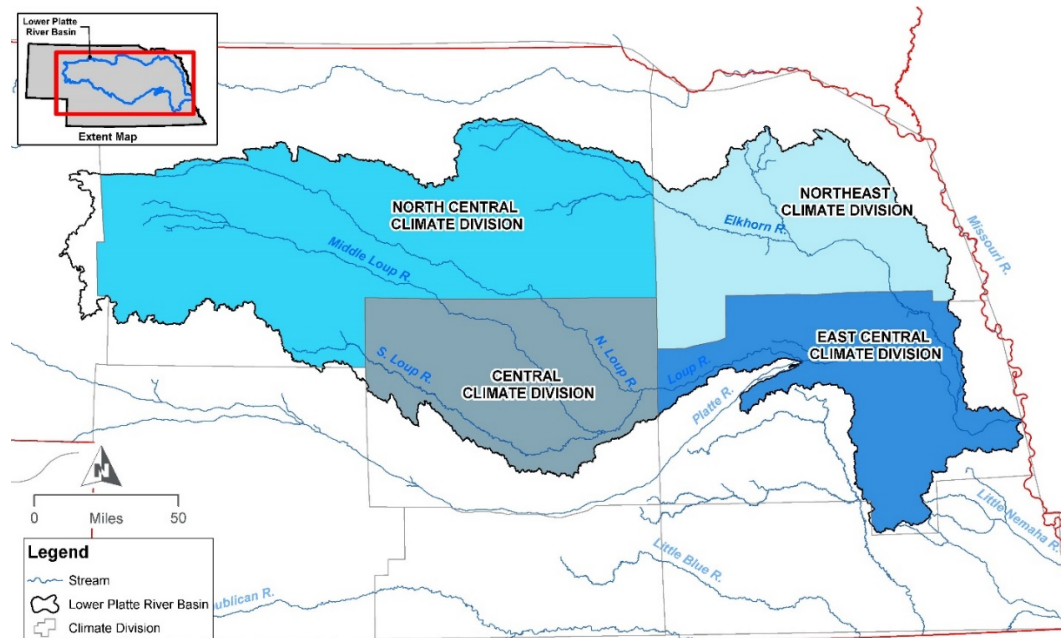 Lower Platte
River Basin
Extent Map
NORTH CENTRAL
CLIMATE DIVISION
NORTHEAST
CLIMATE DIVISION
Elkhorn R.
Missouri R.
Middle Loup R.
EAST CENTRAL
CLIMATE DIVISION
N. Loup R.
S. Loup R.
Loup R.
CENTRAL
CLIMATE DIVISION
Platte R.
N
0 Miles 50
Little Nemaha R.
Little Blue R.
Legend
Stream
Lower Platte River Basin
Climate Division
ublican R.